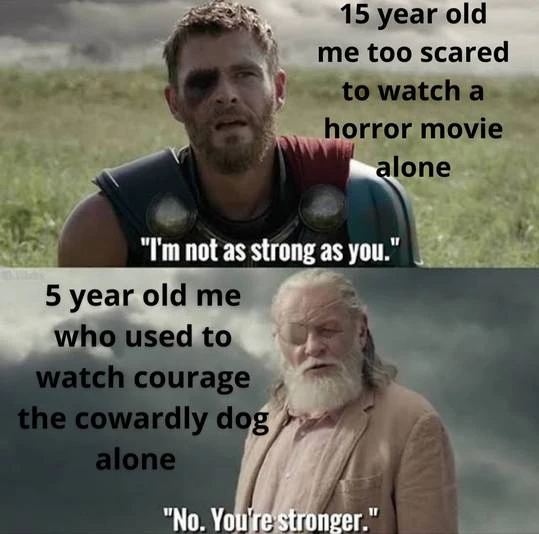 15 year old
me too scared
to watch a
horror movie
alone
"I'm not as strong as you."
5 year old me
who used to
watch courage
the cowardly dog
alone
"No. You're stronger."